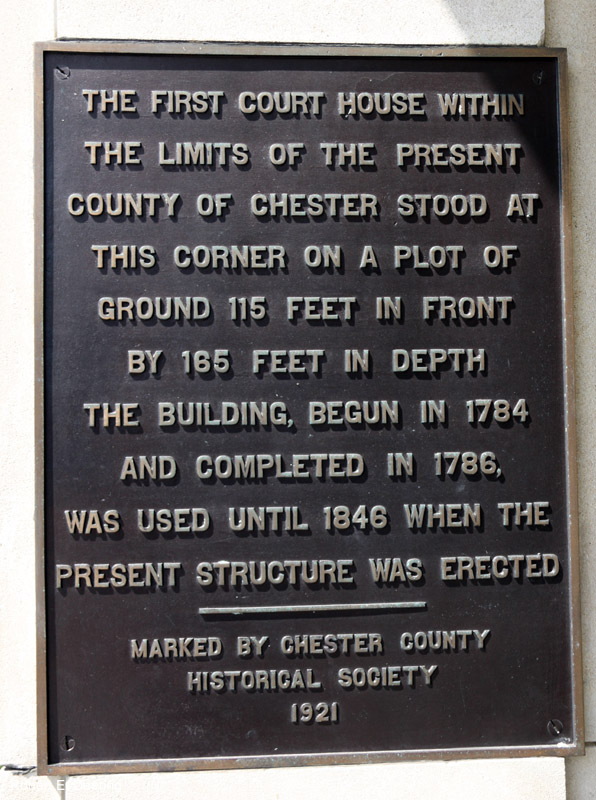 THE FIRST COURT HOUSE WITHIN
THE LIMITS OF THE PRESENT
COUNTY OF CHESTER STOOD AT
THIS CORNER ON A PLOT OF
GROUND 115 FEET IN FRONT
BY 165 FEET IN DEPTH
THE BUILDING, BEGUN IN 1784
AND COMPLETED IN 1786,
WAS USED UNTIL 1846 WHEN THE
PRESENT STRUCTURE WAS ERECTED
MARKED BY CHESTER COUNTY
HISTORICAL SOCIETY
1921